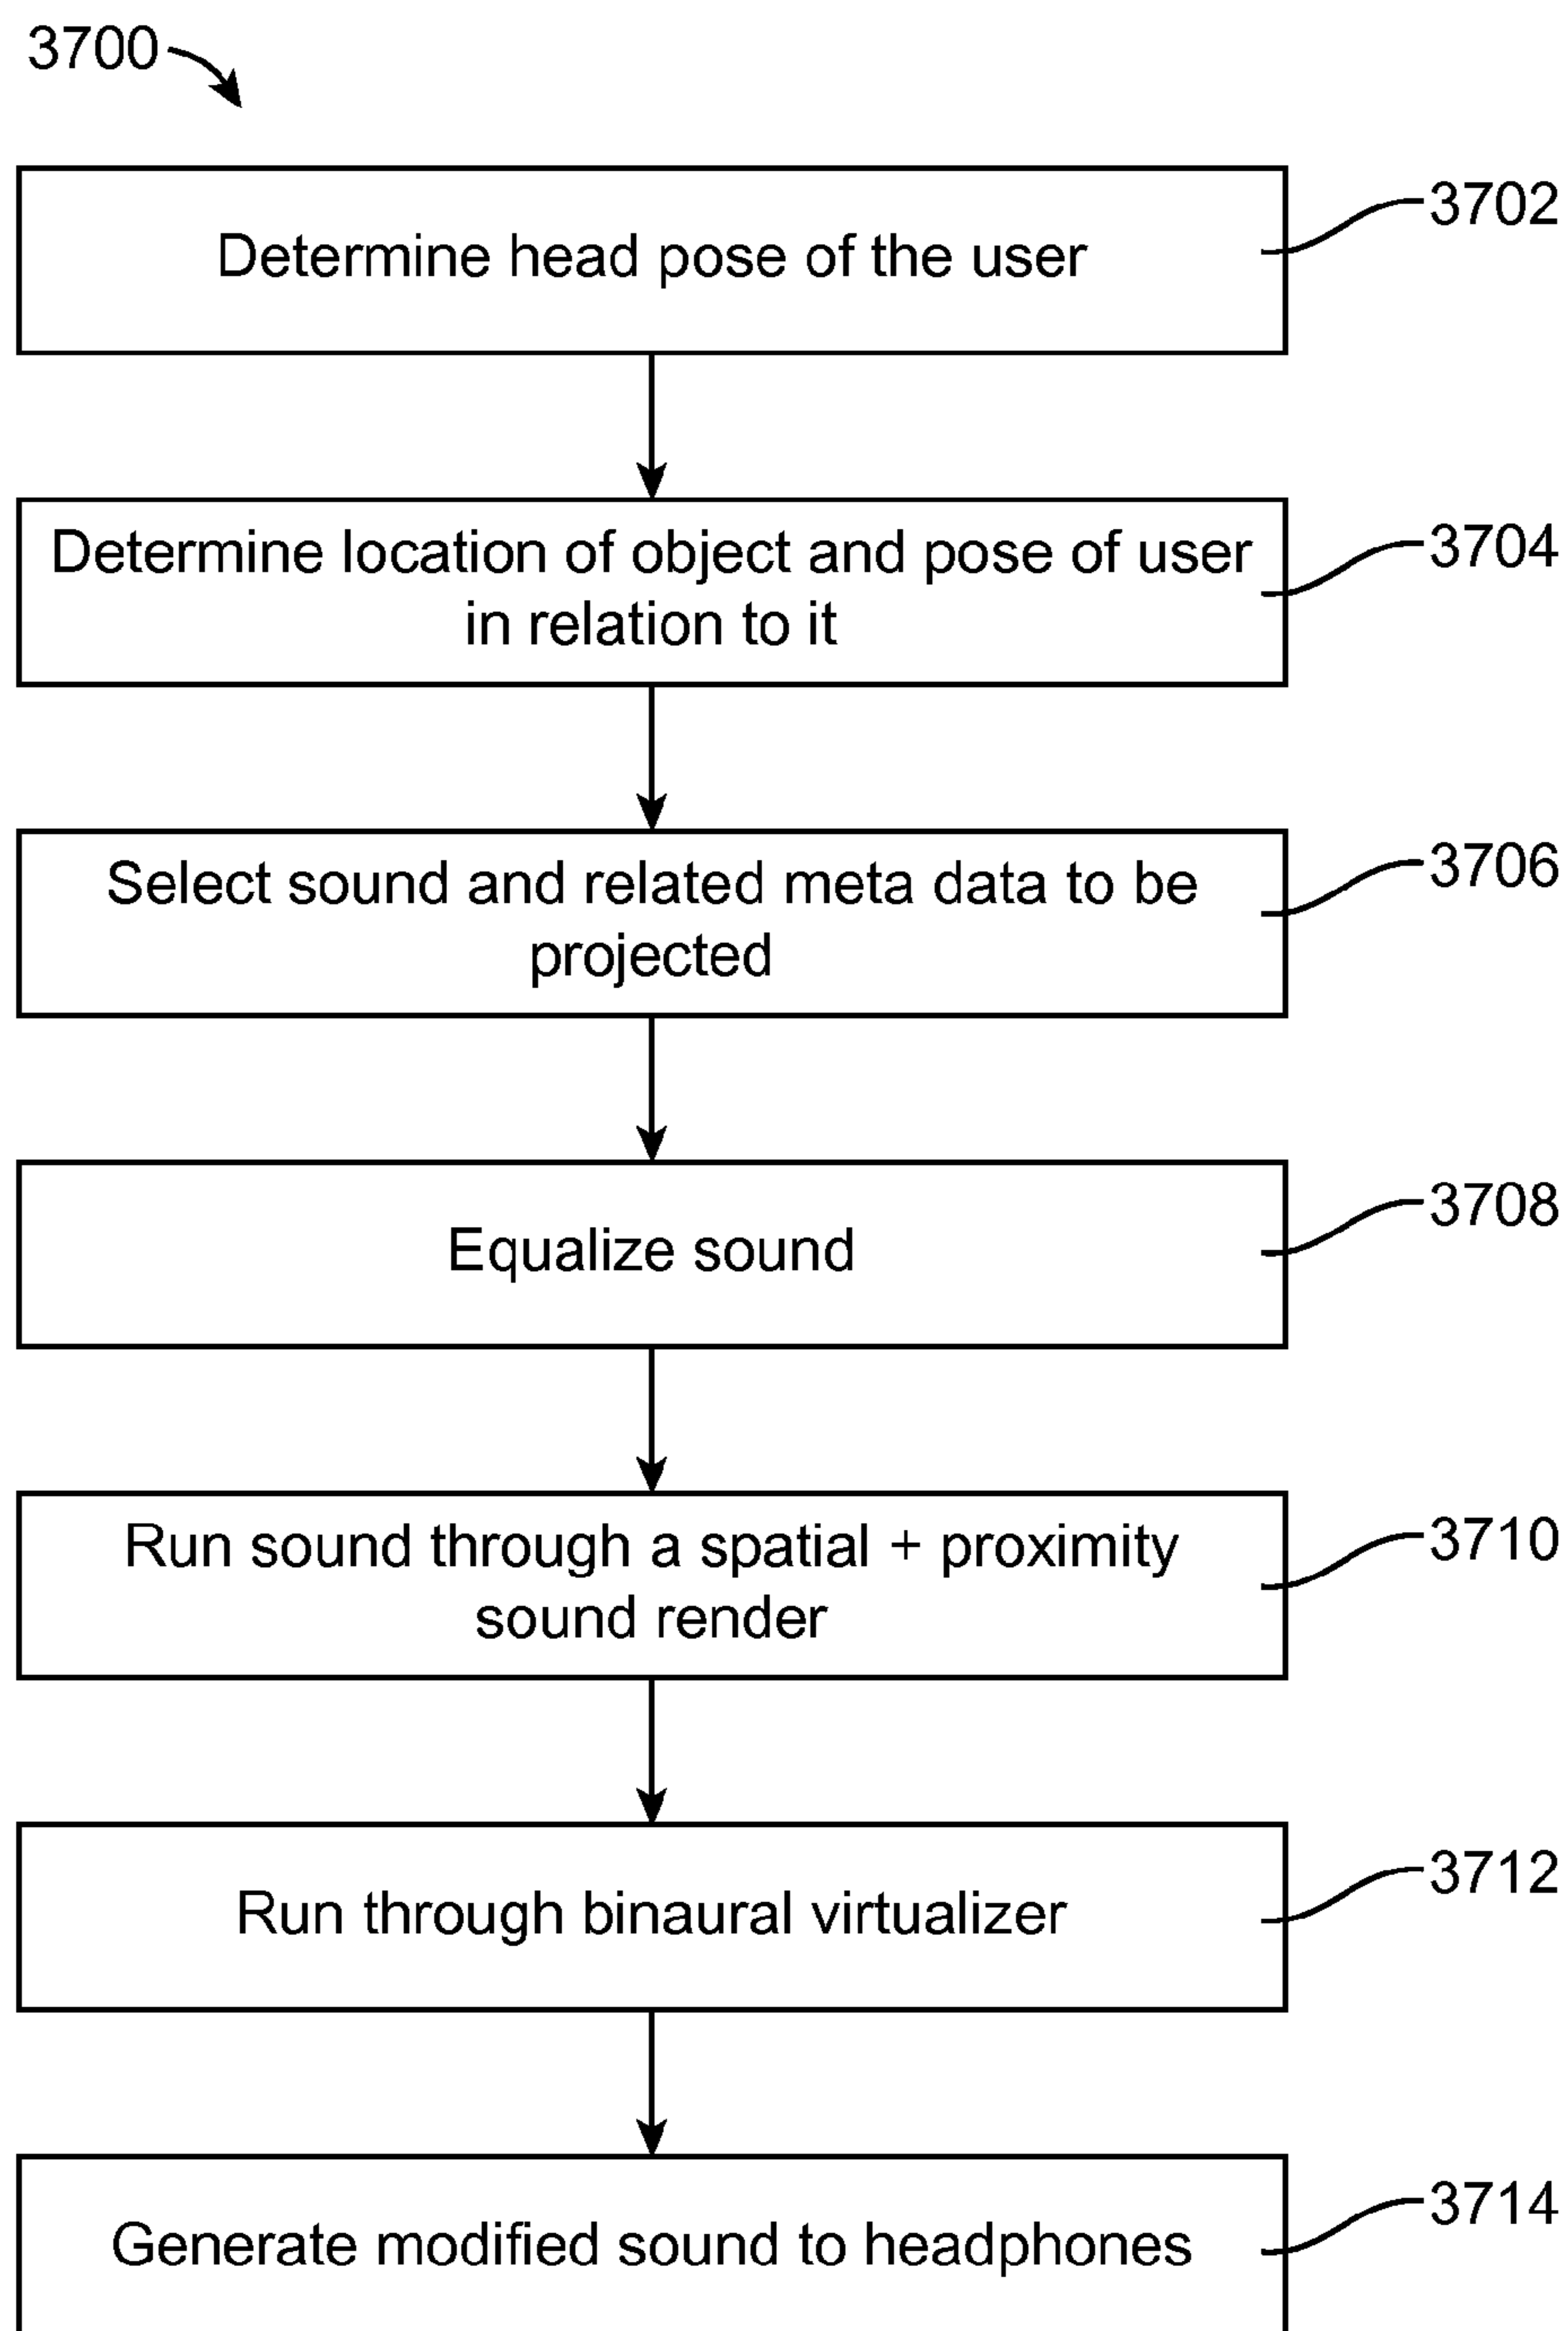 3700
3702
Determine head pose of the user
3704
Determine location of object and pose of user
in relation to it
3706
Select sound and related meta data to be
projected
3708
Equalize sound
3710
Run sound through a spatial + proximity
sound render
3712
Run through binaural virtualizer
3714
Generate modified sound to headphones